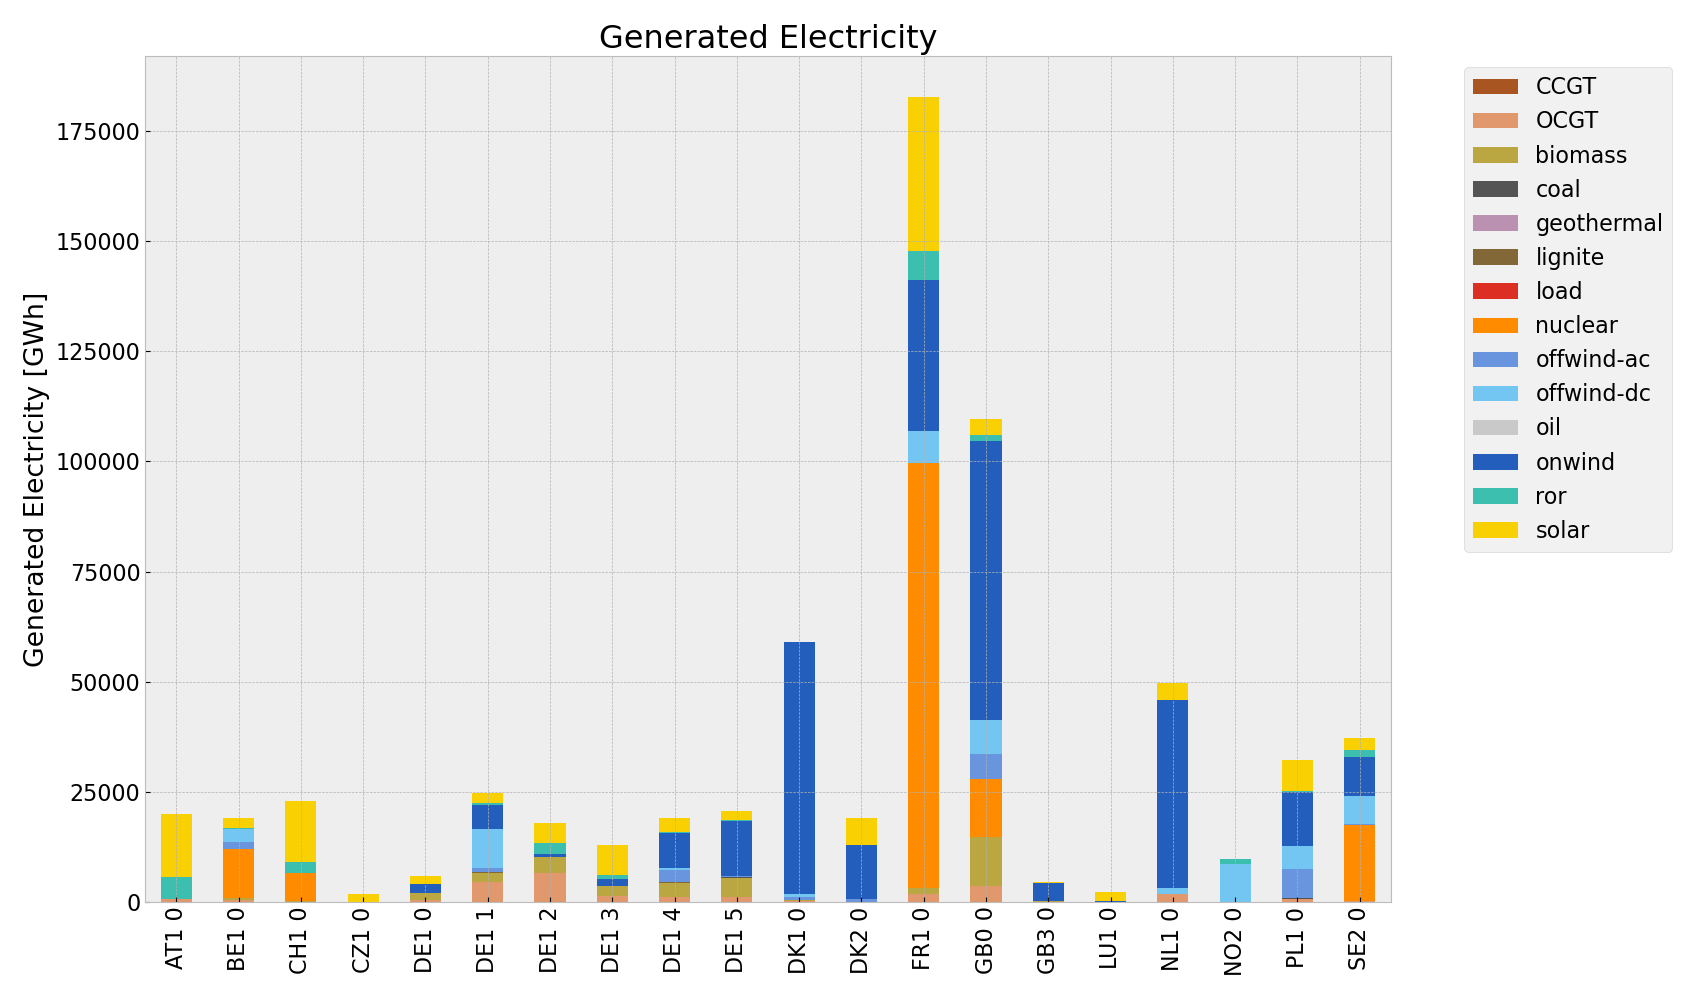 Generated Electricity
Generated Electricity [GWh]
175000
150000
125000
100000
75000
50000
25000
0
AT1 0
BE1 0
CH1 0
CZ1 0
DE1 0
DE1 1
DE1 2
DE1 3
DE1 4
DE1 5
DK1 0
DK2 0
FR1 0
GB0 0
GB3 0
LU1 0
NL1 0
NO2 0
PL1 0
SE2 0
CCGT
OCGT
biomass
coal
geothermal
lignite
load
nuclear
offwind-ac
offwind-dc
oil
onwind
ror
solar